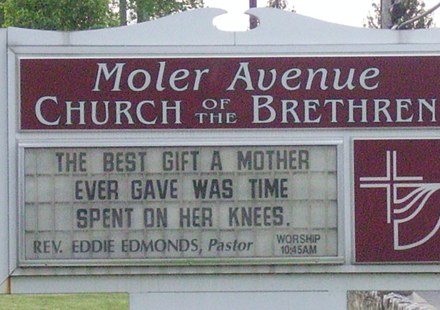 Moler Avenue
CHURCH OF THE BRETHREN
THE BEST GIFT A MOTHER
EVER GAVE WAS TIME
SPENT ON HER KNEES.
REV. EDDIE EDMONDS, Pastor
WORSHIP
10:45AM